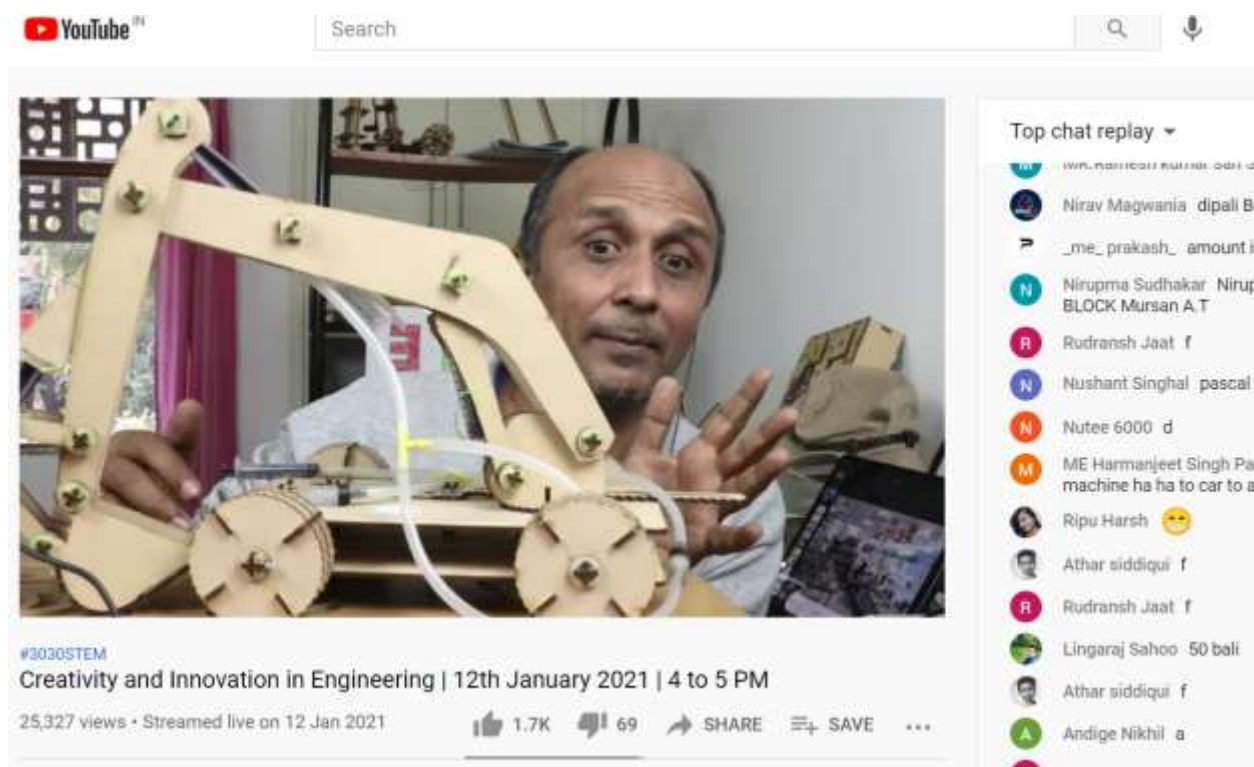 YouTube IN
Search
#3030STEM
Creativity and Innovation in Engineering | 12th January 2021 | 4 to 5 PM
25,327 views • Streamed live on 12 Jan 2021
1.7K
69
SHARE
SAVE
Top chat replay
Nirav Magwania dipali
_me_prakash_ amount
Nirupma Sudhakar
BLOCK Mursan A.T
Rudransh Jaat f
Nushant Singhal pascal
Nutee 6000 d
ME Harmanjeet Singh
machine ha ha to car to a
Ripu Harsh 😁
Athar siddiqui f
Rudransh Jaat f
Lingaraj Sahoo 50 bali
Athar siddiqui f
Andige Nikhil a